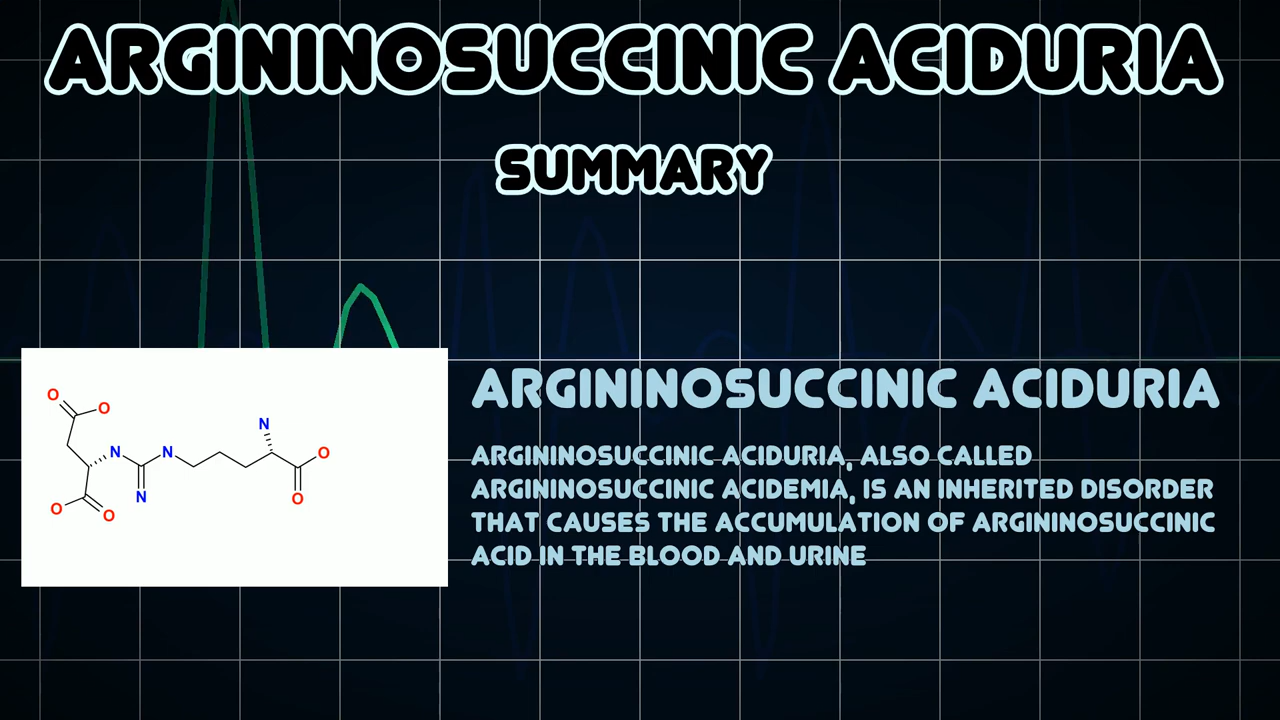 ARGININOSUCCINIC ACIDURIA
SUMMARY
O
O
N
N
N
O
N
O
O
O
ARGININOSUCCINIC ACIDURIA
ARGININOSUCCINIC ACIDURIA, ALSO CALLED
ARGININOSUCCINIC ACIDEMIA, IS AN INHERITED DISORDER
THAT CAUSES THE ACCUMULATION OF ARGININOSUCCINIC
ACID IN THE BLOOD AND URINE